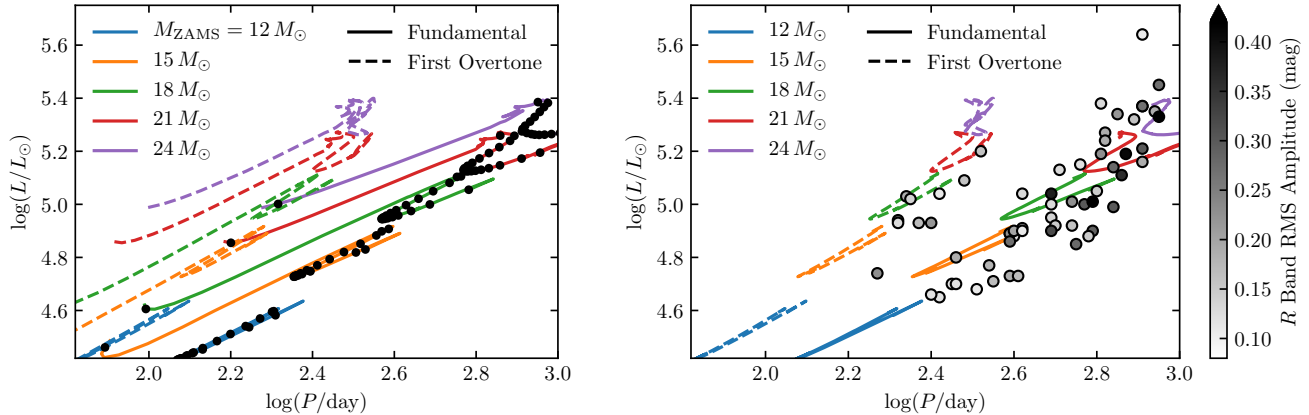 M_ZAMS = 12 M_⊙
15 M_⊙
18 M_⊙
21 M_⊙
24 M_⊙
Fundamental
First Overtone
5.6
5.4
5.2
5.0
4.8
4.6
log(L/L_⊙)
2.0 2.2 2.4 2.6 2.8 3.0
log(P/day)
12 M_⊙
15 M_⊙
18 M_⊙
21 M_⊙
24 M_⊙
Fundamental
First Overtone
5.6
5.4
5.2
5.0
4.8
4.6
log(L/L_⊙)
2.0 2.2 2.4 2.6 2.8 3.0
log(P/day)
0.40
0.35
0.30
0.25
0.20
0.15
0.10
R Band RMS Amplitude (mag)